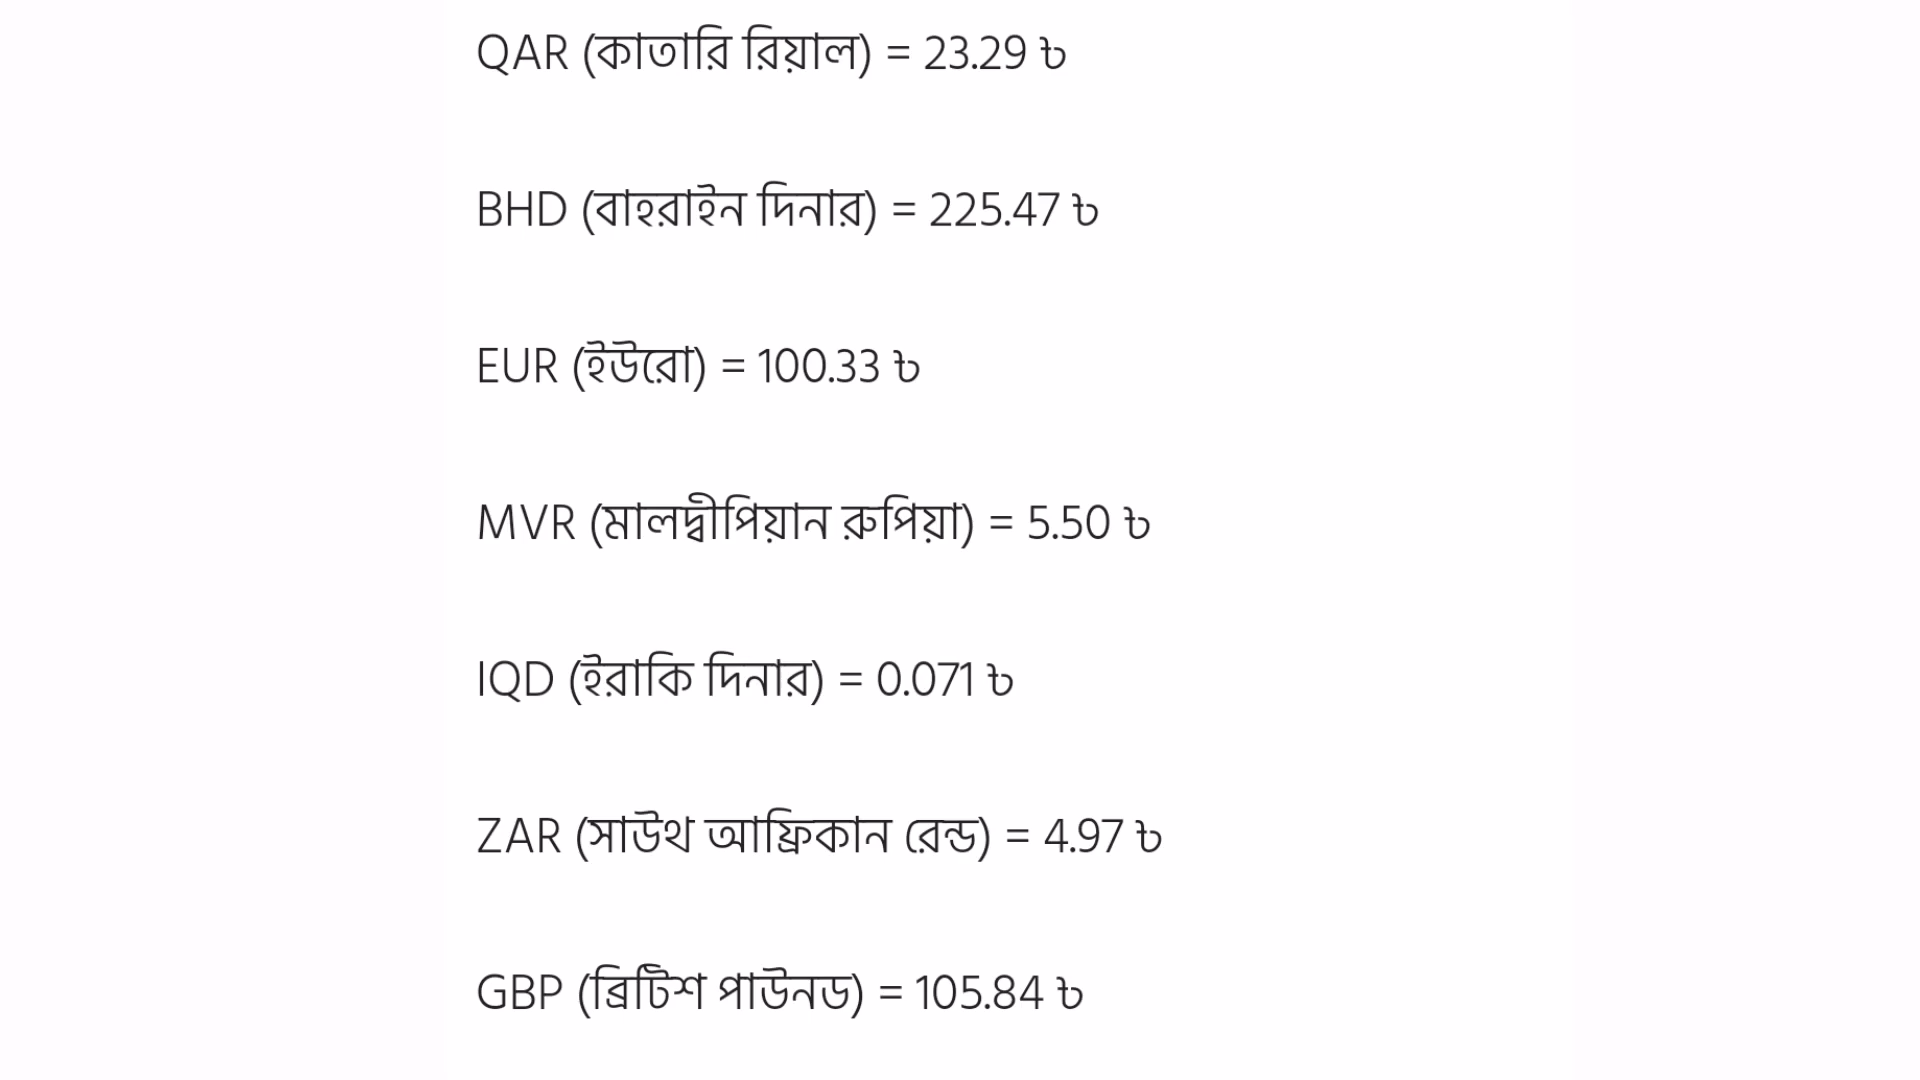 QAR (কাতারি রিয়াল) = 23.29 ৳
BHD (বাহরাইন দিনার) = 225.47 ৳
EUR (ইউরো) = 100.33 ৳
MVR (মালদ্বীপিয়ান রুপিয়া) = 5.50 ৳
IQD (ইরাকি দিনার) = 0.071 ৳
ZAR (সাউথ আফ্রিকান রেন্ড) = 4.97 ৳
GBP (ব্রিটিশ পাউনড) = 105.84 ৳